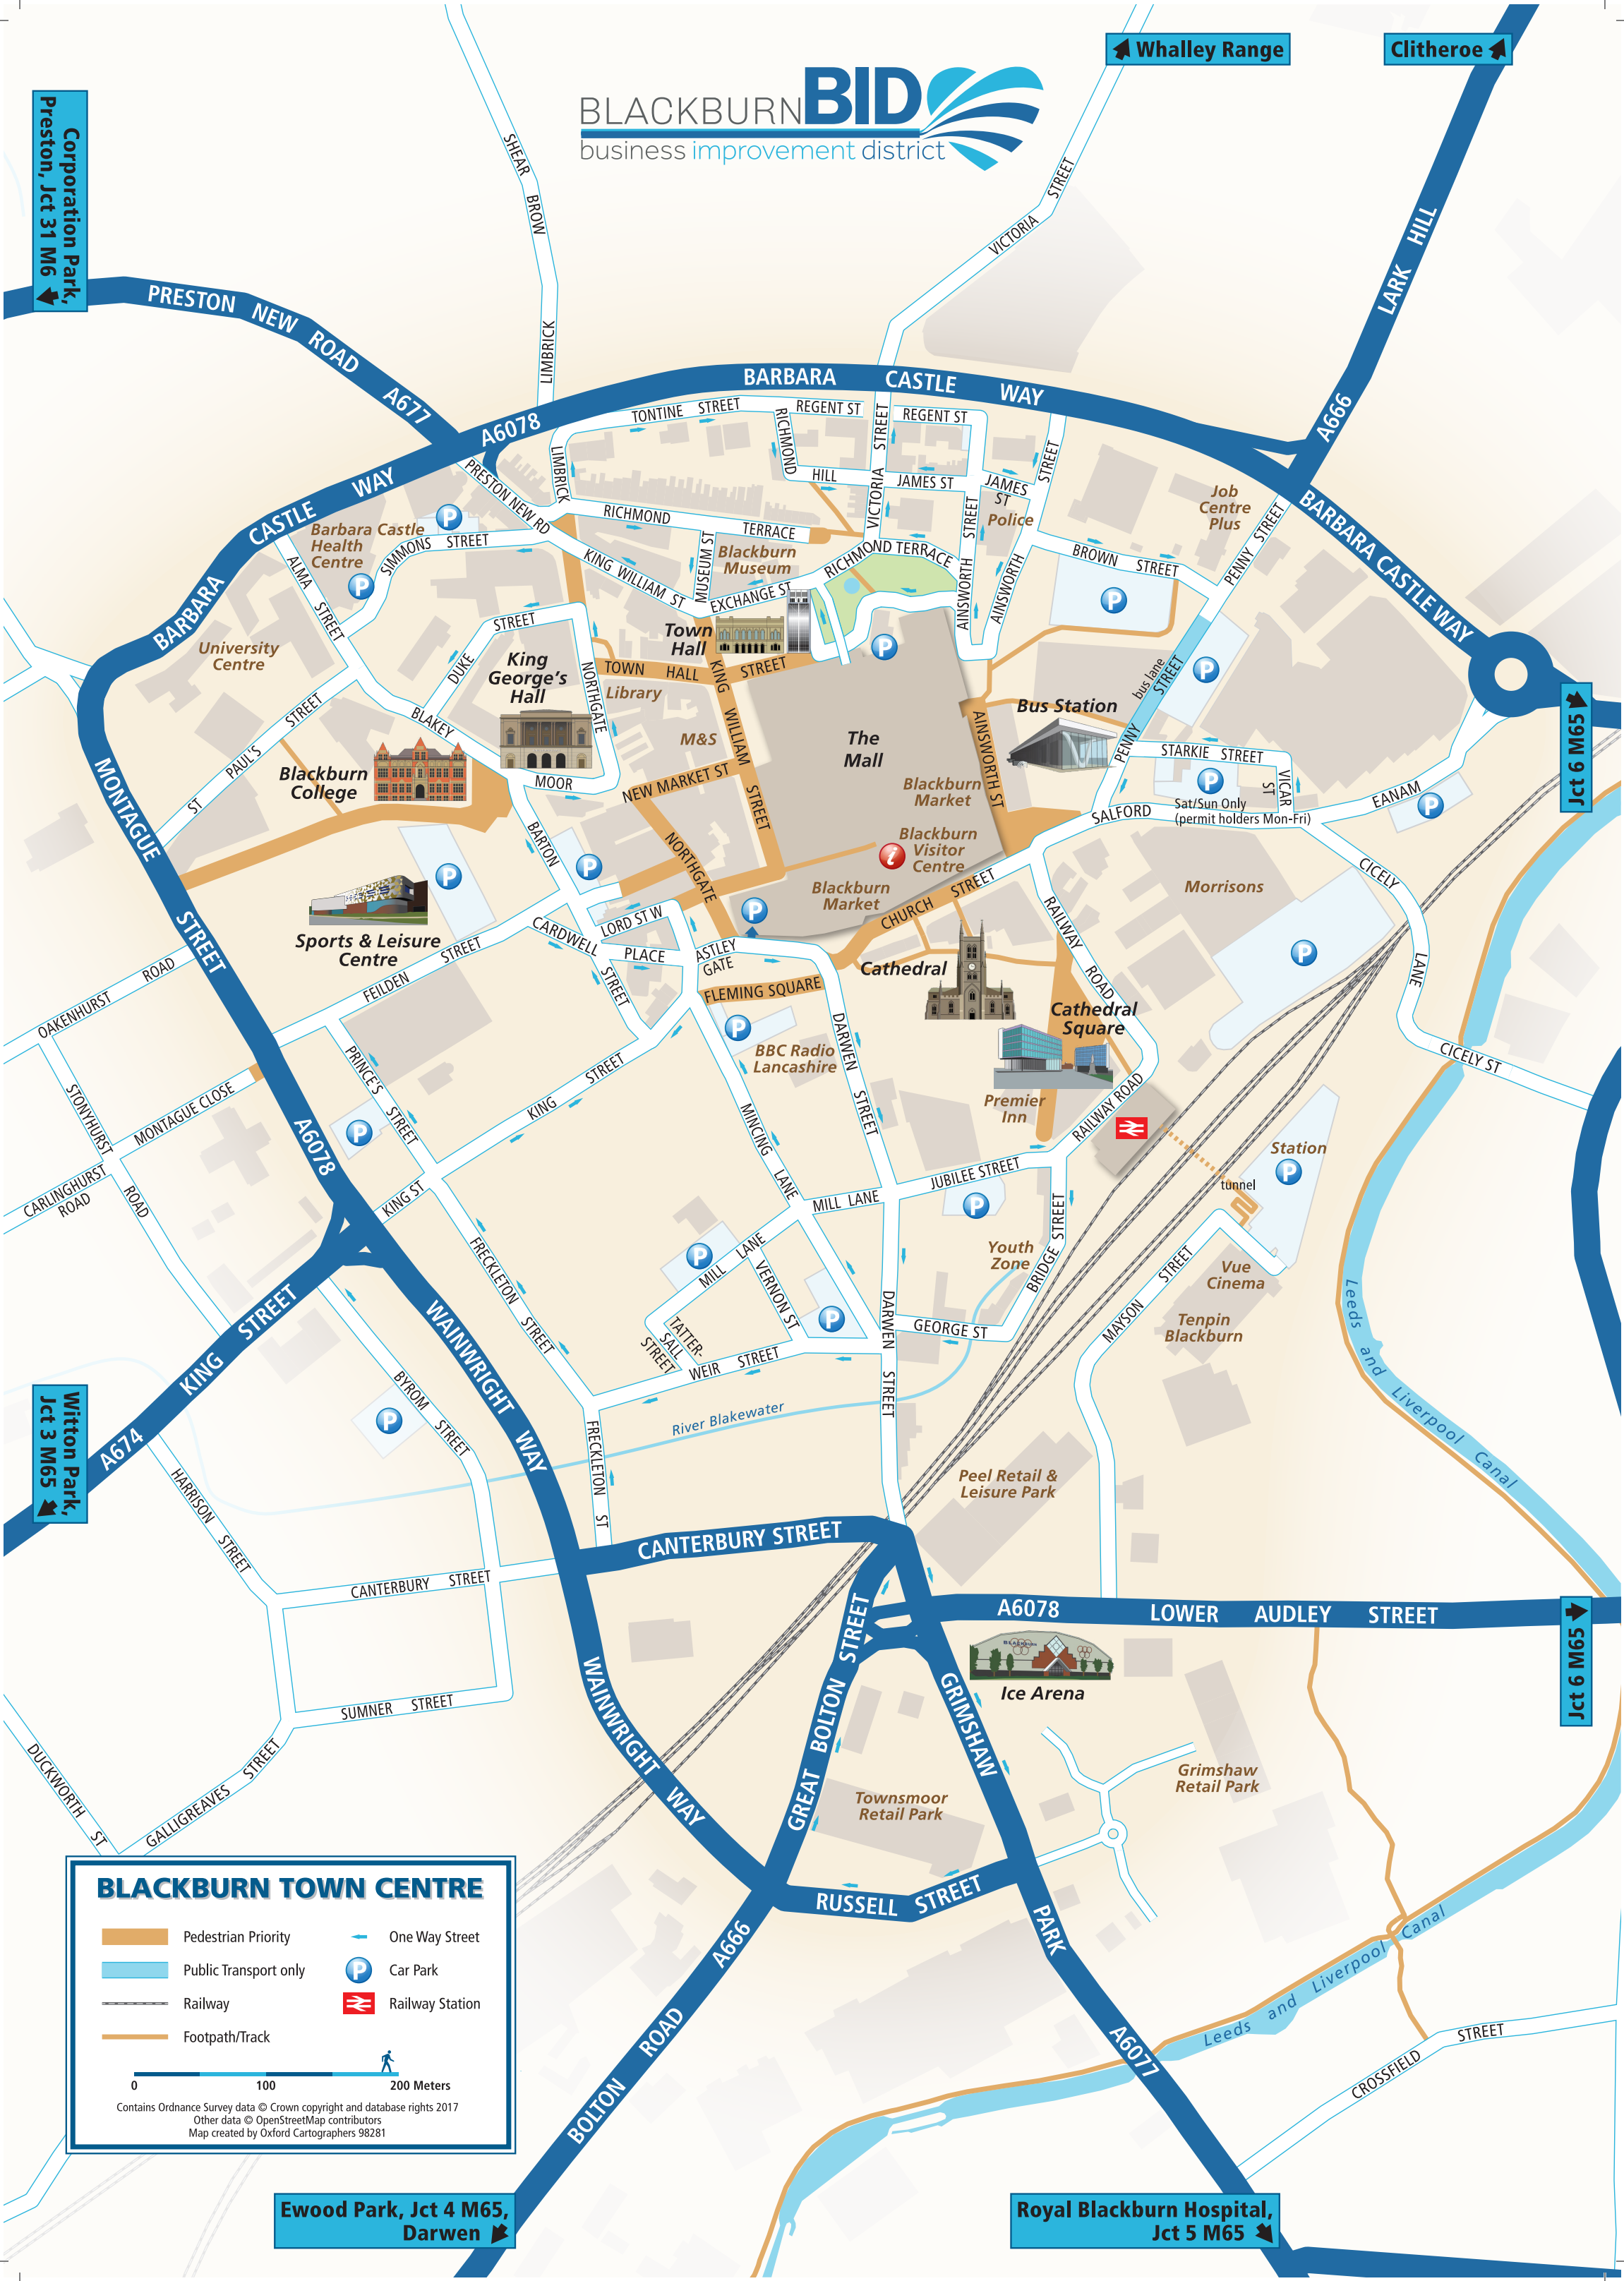 Whalley Range
Clitheroe
BLACKBURN BID
business improvement district
Corporation Park,
Preston, Jct 31 M6
SHEAR BROW
VICTORIA STREET
LARK HILL
PRESTON NEW ROAD
A677
LIMBRICK
BARBARA CASTLE WAY
A6078
A666
TONTINE STREET
REGENT ST
REGENT ST
RICHMOND HILL
VICTORIA STREET
JAMES ST
JAMES ST
STREET
LIMBRICK
PRESTON NEW RD
RICHMOND TERRACE
Police
Job
Centre
Plus
BARBARA CASTLE WAY
CASTLE WAY
BARBARA
Barbara Castle
Health
Centre
P
SIMMONS STREET
P
ALMA STREET
KING WILLIAM ST
MUSEUM ST
Blackburn
Museum
EXCHANGE ST
RICHMOND TERRACE
AINSWORTH STREET
AINSWORTH
BROWN STREET
PENNY STREET
P
University
Centre
DUKE STREET
King
George's
Hall
NORTHGATE
Town
Hall
TOWN HALL STREET
Library
KING WILLIAM STREET
P
P
bus lane
PENNY STREET
Bus Station
Jct 6 M65
ST PAUL'S STREET
BLAKEY
MOOR
Blackburn
College
M&S
NEW MARKET ST
The
Mall
Blackburn
Market
AINSWORTH ST
STARKIE STREET
P
VICAR ST
Sat/Sun Only
(permit holders Mon-Fri)
SALFORD
EANAM
P
MONTAGUE STREET
BARTON
NORTHGATE
P
P
i
Blackburn
Visitor
Centre
Blackburn
Market
CHURCH STREET
Morrisons
CICELY LANE
Sports & Leisure
Centre
P
LORD ST W
CARDWELL PLACE
ASTLEY
GATE
STREET
Cathedral
RAILWAY ROAD
P
FEILDEN STREET
OAKENHURST ROAD
FLEMING SQUARE
P
BBC Radio
Lancashire
DARWEN STREET
Cathedral
Square
CICELY ST
STONYHURST ROAD
MONTAGUE CLOSE
PRINCE'S STREET
P
KING STREET
MINCING LANE
Premier
Inn
RAILWAY ROAD
Station
P
tunnel
A6078
CARLINGHURST
ROAD
KING ST
MILL LANE
JUBILEE STREET
P
BRIDGE STREET
Youth
Zone
MAYSON STREET
Vue
Cinema
Tenpin
Blackburn
FRECKLETON STREET
P
MILL LANE
VERNON ST
P
TATTER-
SALL
STREET
WEIR STREET
DARWEN STREET
GEORGE ST
Leeds and Liverpool Canal
KING STREET
A674
WAINWRIGHT WAY
BYROM STREET
P
Witton Park,
Jct 3 M65
River Blakewater
FRECKLETON ST
HARRISON STREET
Peel Retail &
Leisure Park
CANTERBURY STREET
CANTERBURY STREET
A6078 LOWER AUDLEY STREET
Jct 6 M65
Ice Arena
SUMNER STREET
WAINWRIGHT WAY
GREAT BOLTON STREET
GRIMSHAW PARK
DUCKWORTH ST
GALLIGREAVES STREET
Townsmoor
Retail Park
Grimshaw
Retail Park
RUSSELL STREET
A666
BOLTON ROAD
A6077
Leeds and Liverpool Canal
CROSSFIELD STREET
BLACKBURN TOWN CENTRE
Pedestrian Priority
One Way Street
Public Transport only
P
Car Park
Railway
Railway Station
Footpath/Track
0 100 200 Meters
Contains Ordnance Survey data © Crown copyright and database rights 2017
Other data © OpenStreetMap contributors
Map created by Oxford Cartographers 98281
Ewood Park, Jct 4 M65,
Darwen
Royal Blackburn Hospital,
Jct 5 M65